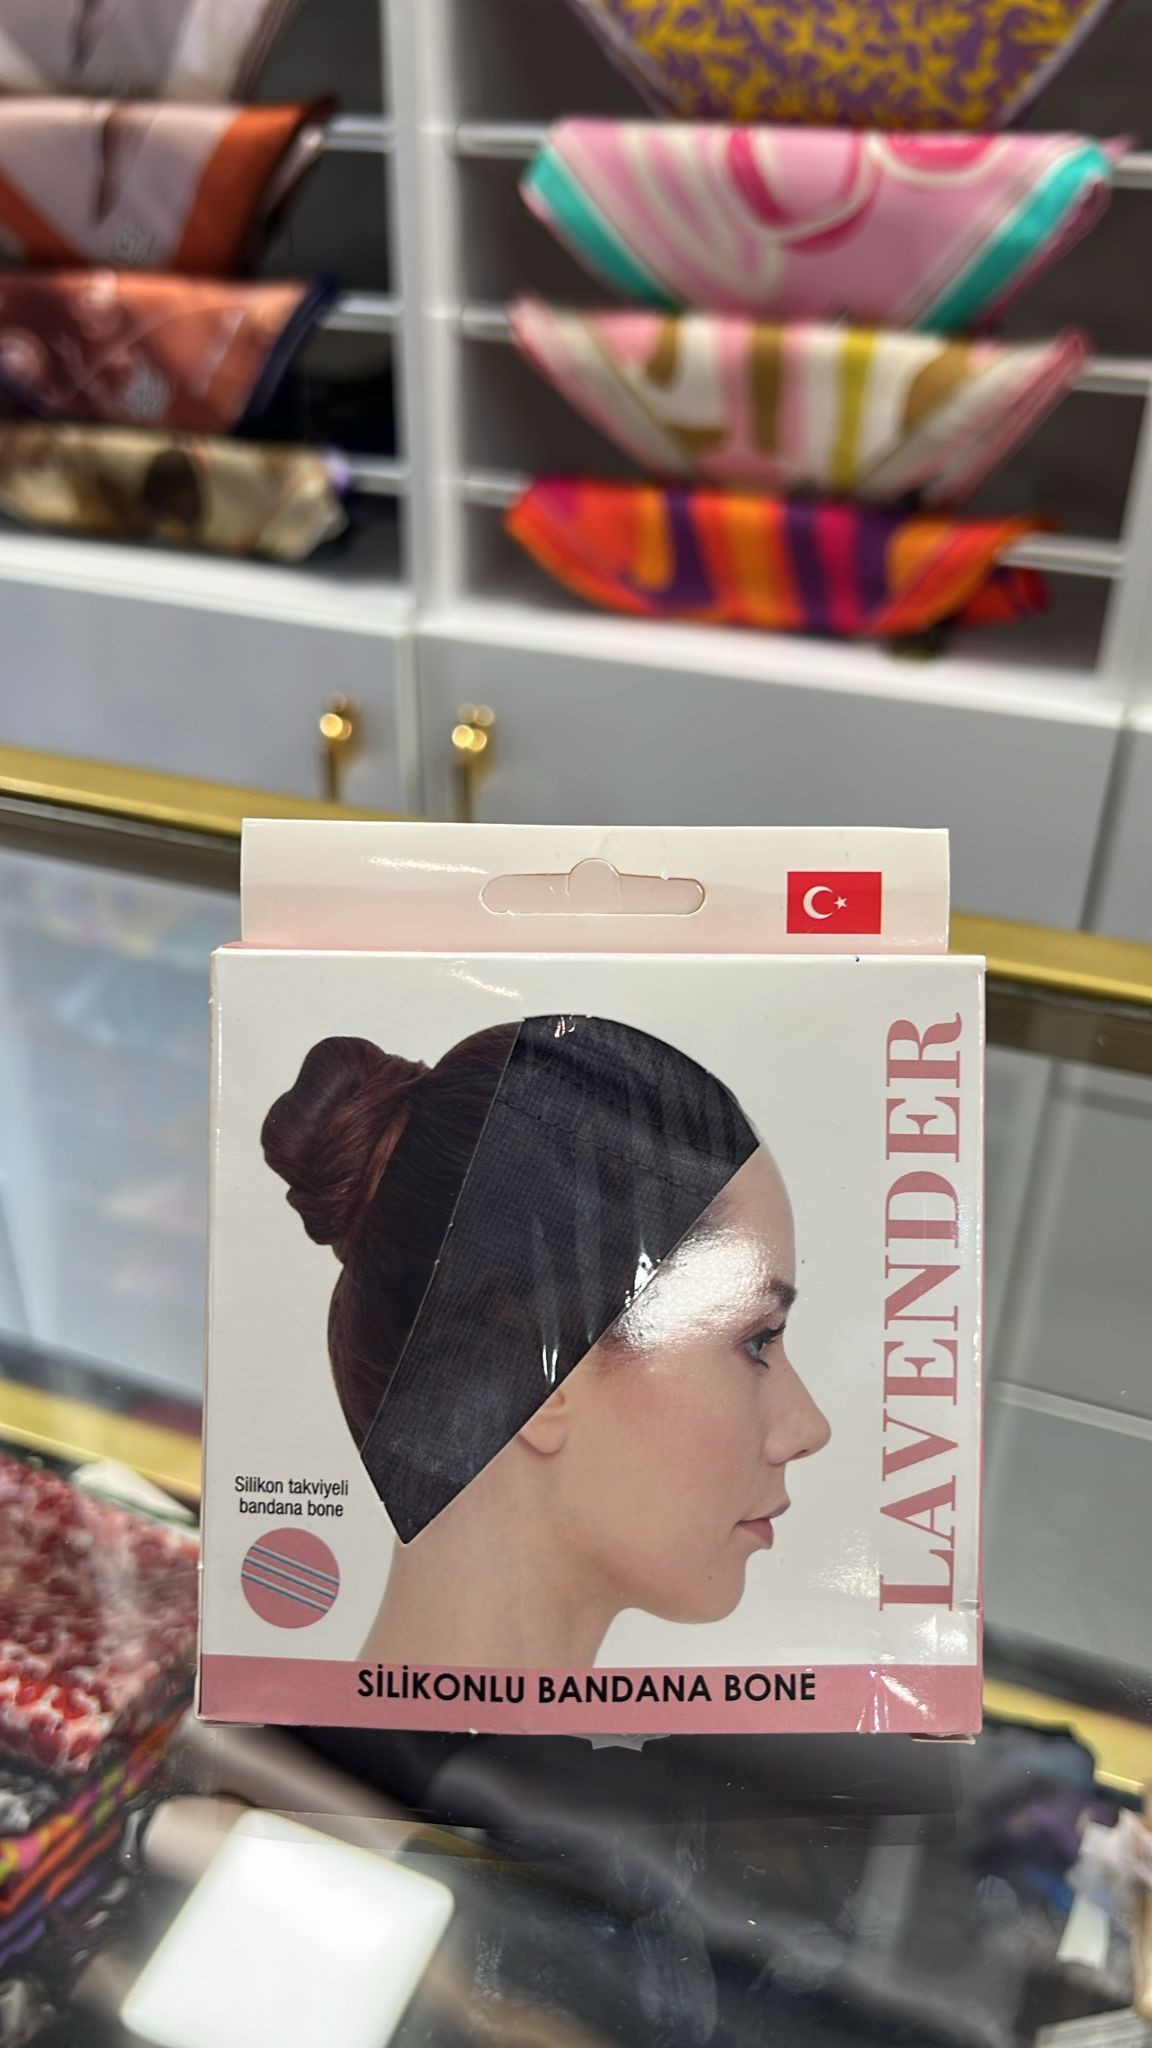 LAVENDER
Silikon takviyeli
bandana bone
SİLİKONLU BANDANA BONE